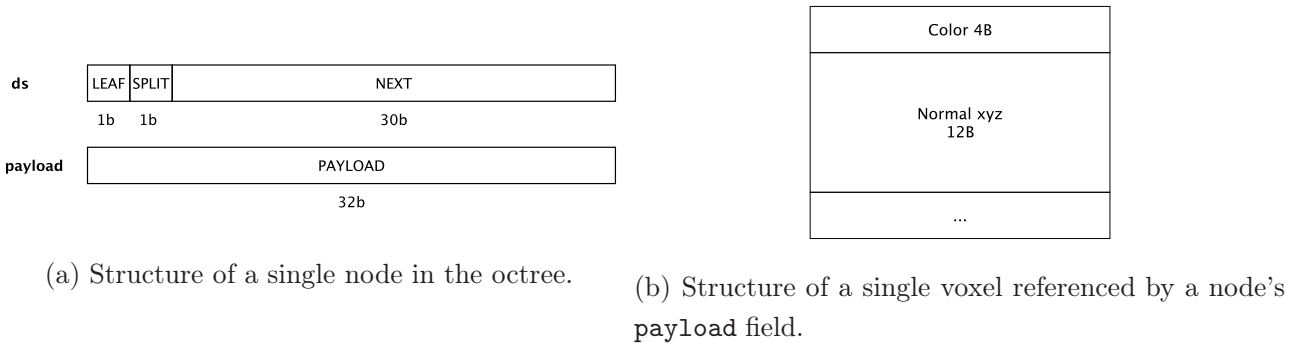 ds
LEAF SPLIT NEXT
1b 1b 30b
payload
PAYLOAD
32b
(a) Structure of a single node in the octree.
Color 4B
Normal xyz
12B
...
(b) Structure of a single voxel referenced by a node's
payload field.